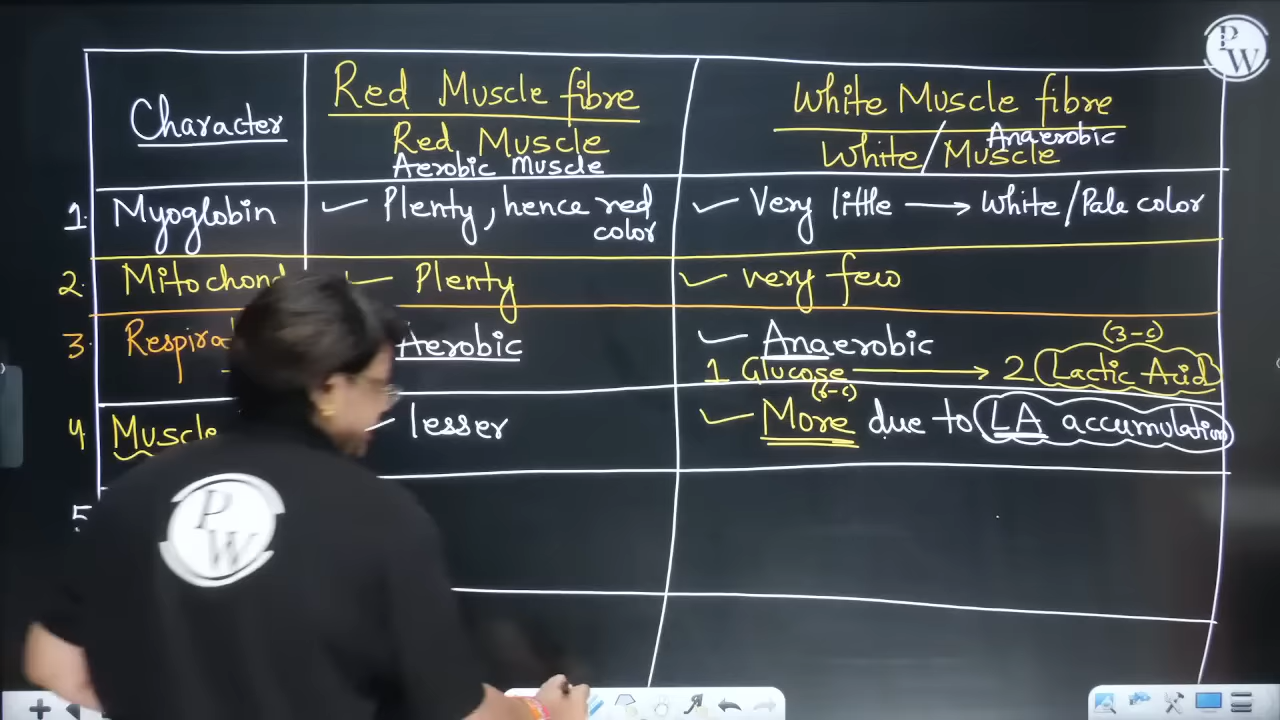 Character
Red Muscle fibre
Red Muscle
Aerobic Muscle
White Muscle fibre
White/Muscle
Anaerobic
1. Myoglobin
Plenty, hence red
color
Very little → White/Pale color
2. Mitochond
Plenty
very few
3. Respira
Aerobic
Anaerobic
(3-c)
1 Glucose → 2 Lactic Acid
(6-c)
4. Muscle
lesser
More due to LA accumulation
5.
PW
PW